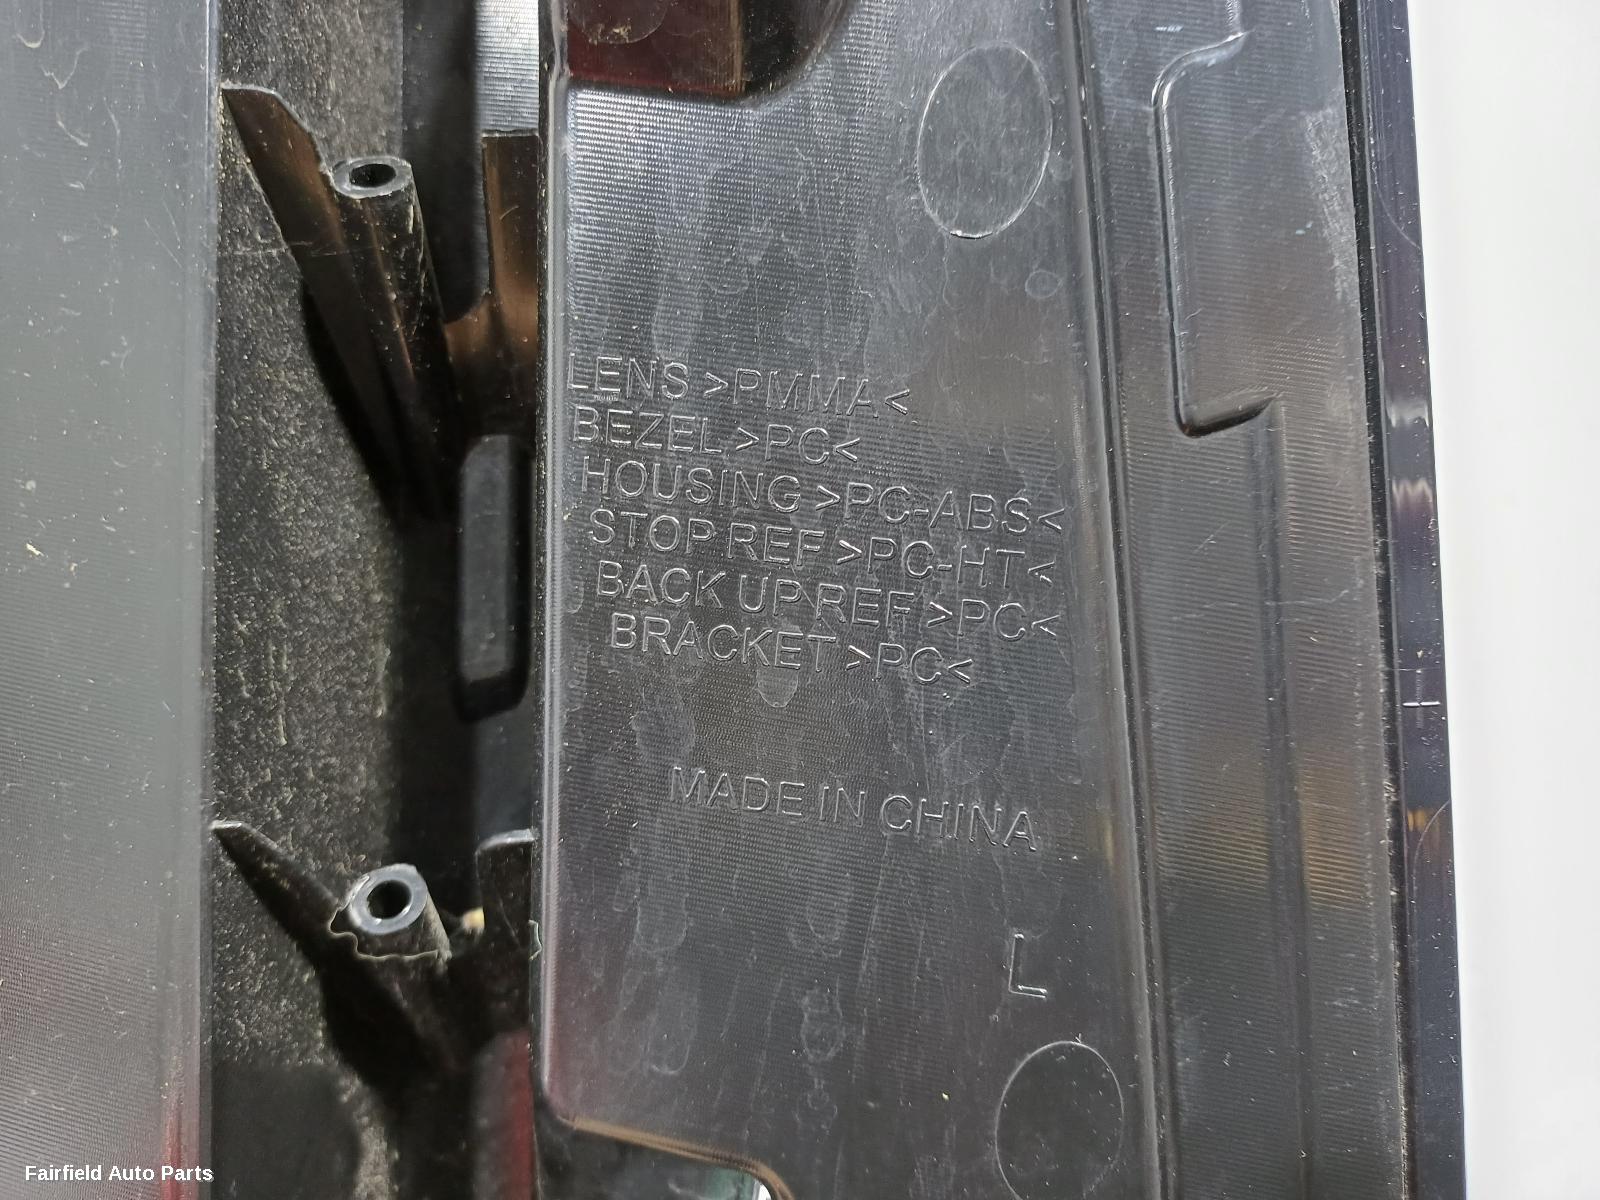 LENS >PMMA<
BEZEL >PC<
HOUSING >PC-ABS<
STOP REF >PC-HT<
BACK UP REF >PC<
BRACKET >PC<
MADE IN CHINA
L
Fairfield Auto Parts